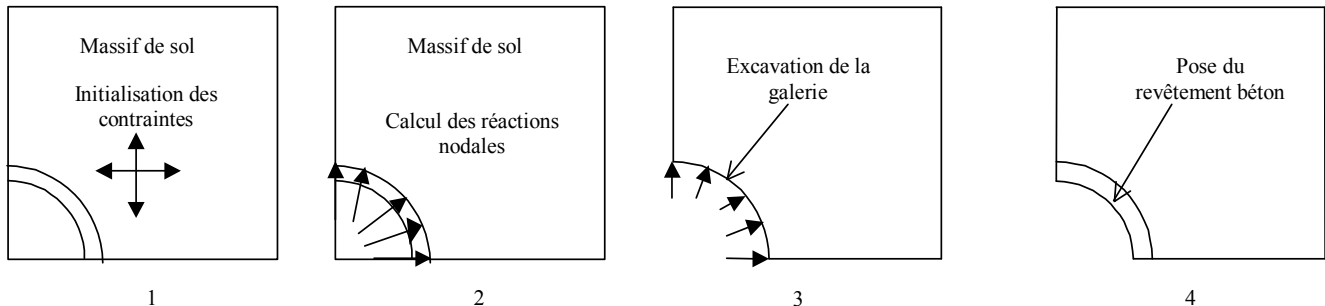 Massif de sol
Initialisation des
contraintes
1
Massif de sol
Calcul des réactions
nodales
2
Excavation de la
galerie
3
Pose du
revêtement béton
4